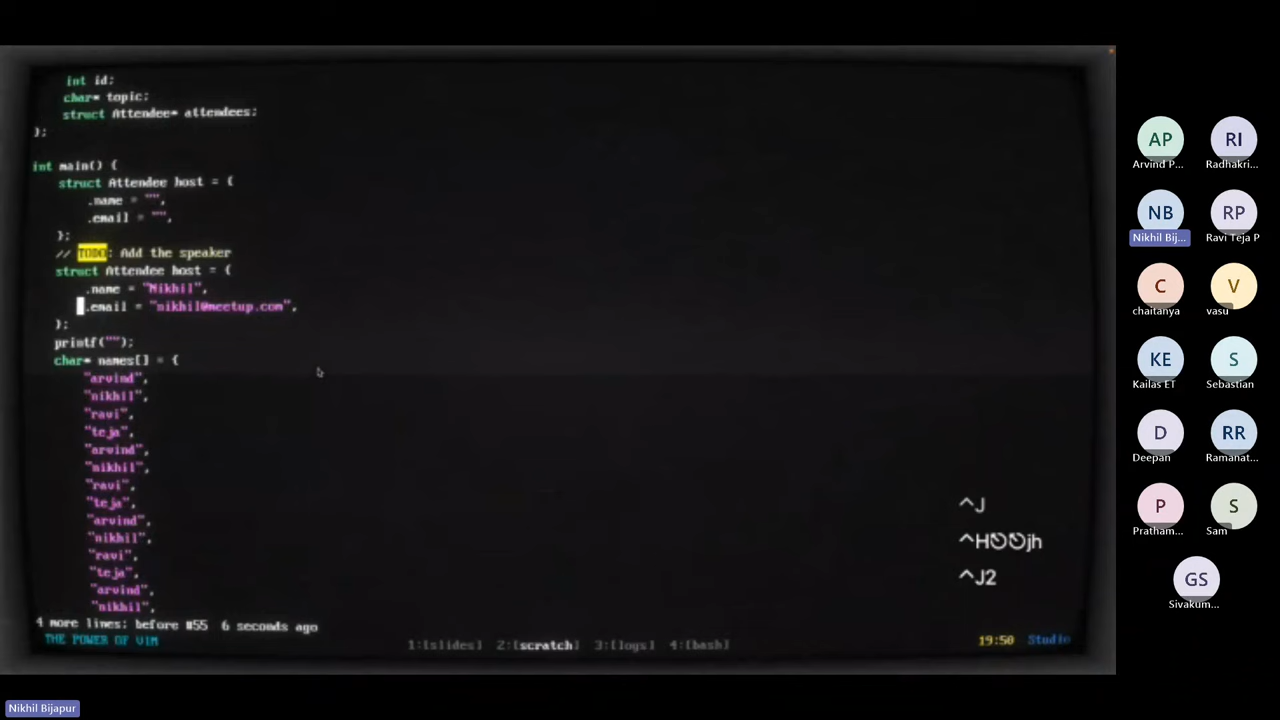 int id;
char* topic;
struct Attendee* attendees;
};
int main() {
struct Attendee host = {
.name = "",
.email = "",
};
// TODO: Add the speaker
struct Attendee host = {
.name = "Nikhil",
.email = "nikhil@meetup.com",
};
printf("");
char* names[] = {
"arvind",
"nikhil",
"ravi",
"teja",
"arvind",
"nikhil",
"ravi",
"teja",
"arvind",
"nikhil",
"ravi",
"teja",
"arvind",
"nikhil",
4 more lines; before #55 6 seconds ago
THE POWER OF VIM 1:[slides] 2:[scratch] 3:[logs] 4:[bash] 19:50 Studio
^J
^H⎋⎋jh
^J2
AP RI
Arvind P... Radhakri...
NB RP
Nikhil Bij... Ravi Teja P
C V
chaitanya vasu
KE S
Kailas ET Sebastian
D RR
Deepan Ramanat...
P S
Pratham... Sam
GS
Sivakum...
Nikhil Bijapur